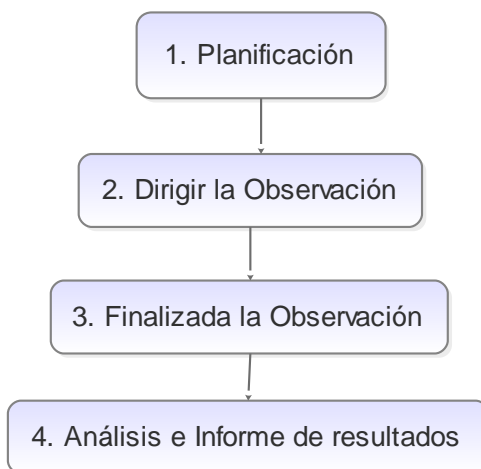 1. Planificación
2. Dirigir la Observación
3. Finalizada la Observación
4. Análisis e Informe de resultados